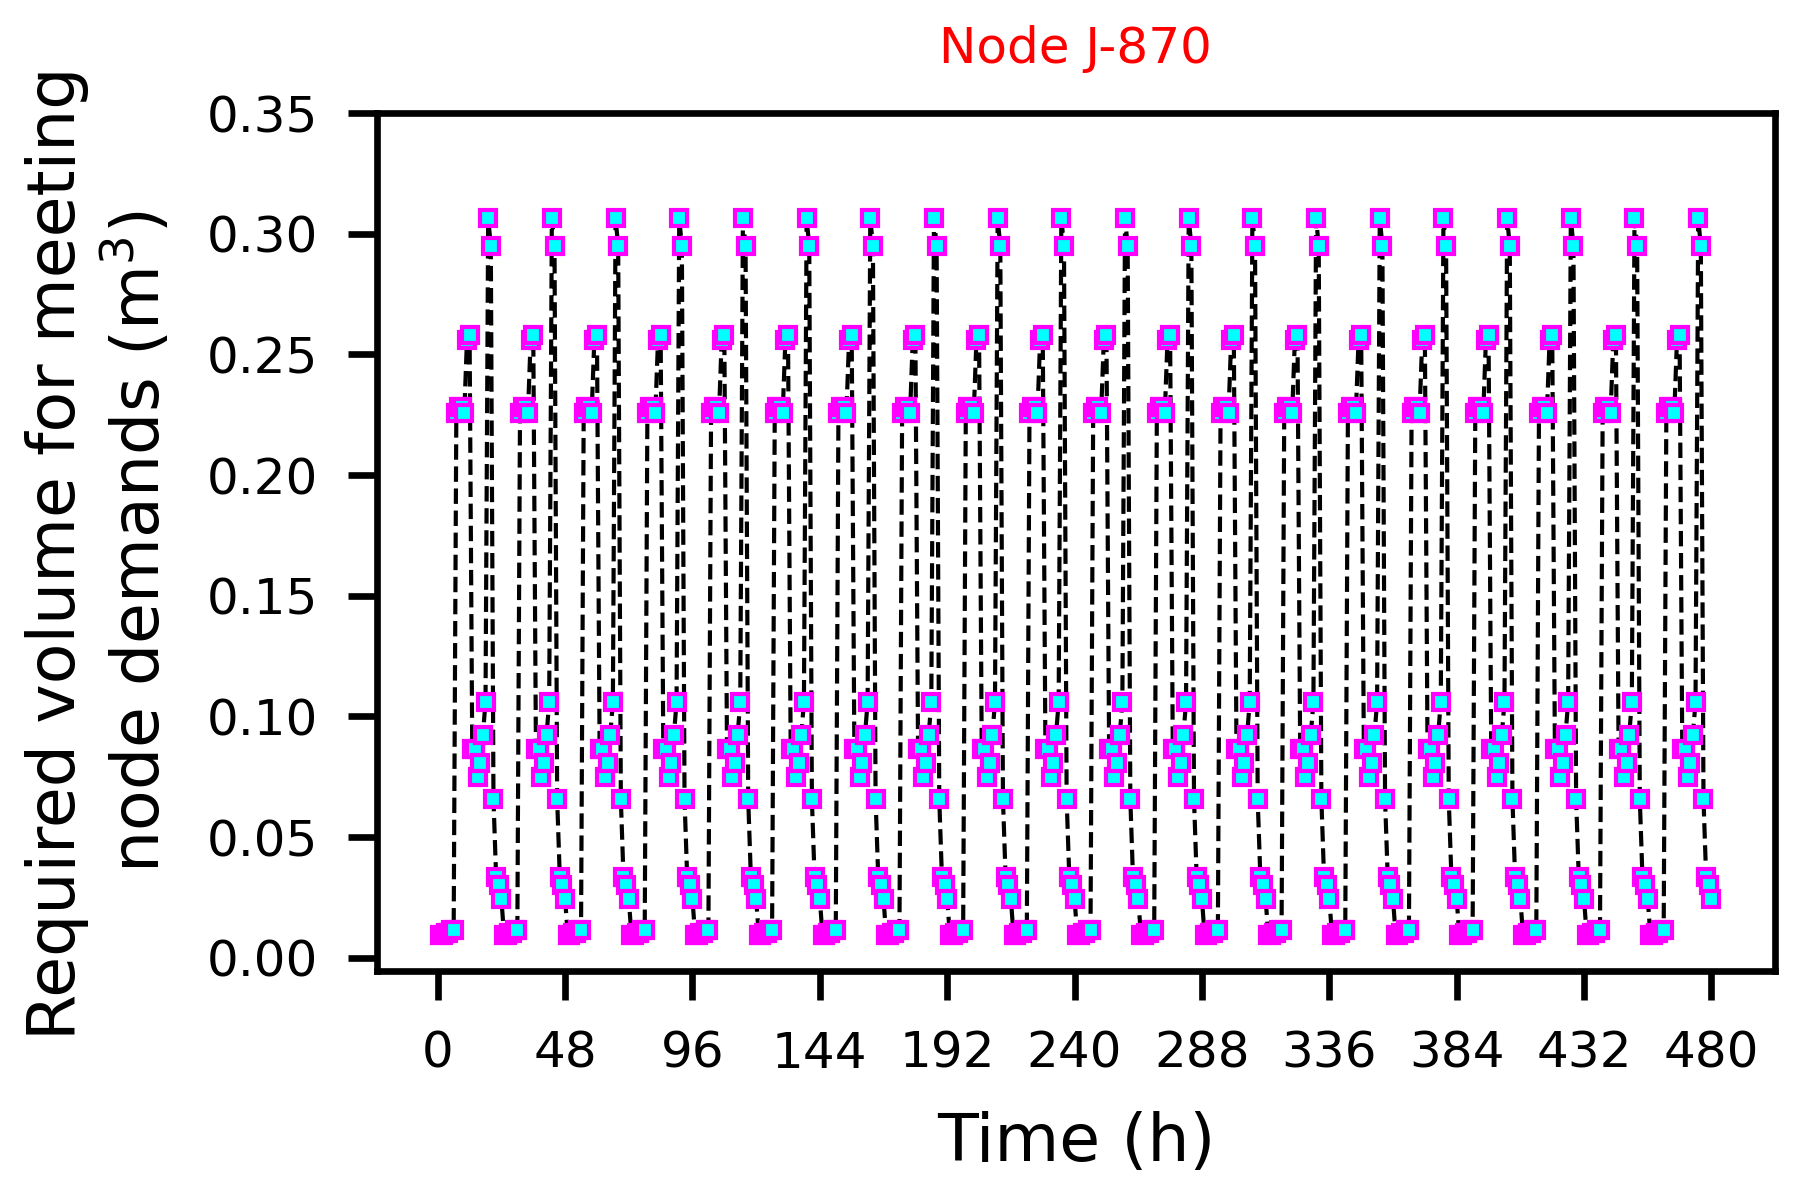 Node J-870
Required volume for meeting
node demands (m³)
0.35
0.30
0.25
0.20
0.15
0.10
0.05
0.00
0 48 96 144 192 240 288 336 384 432 480
Time (h)